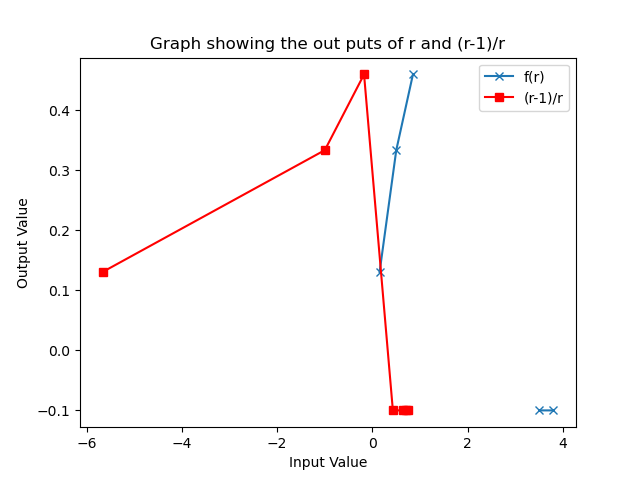 Graph showing the out puts of r and (r-1)/r
f(r)
(r-1)/r
Output Value
0.4
0.3
0.2
0.1
0.0
−0.1
−6
−4
−2
0
2
4
Input Value